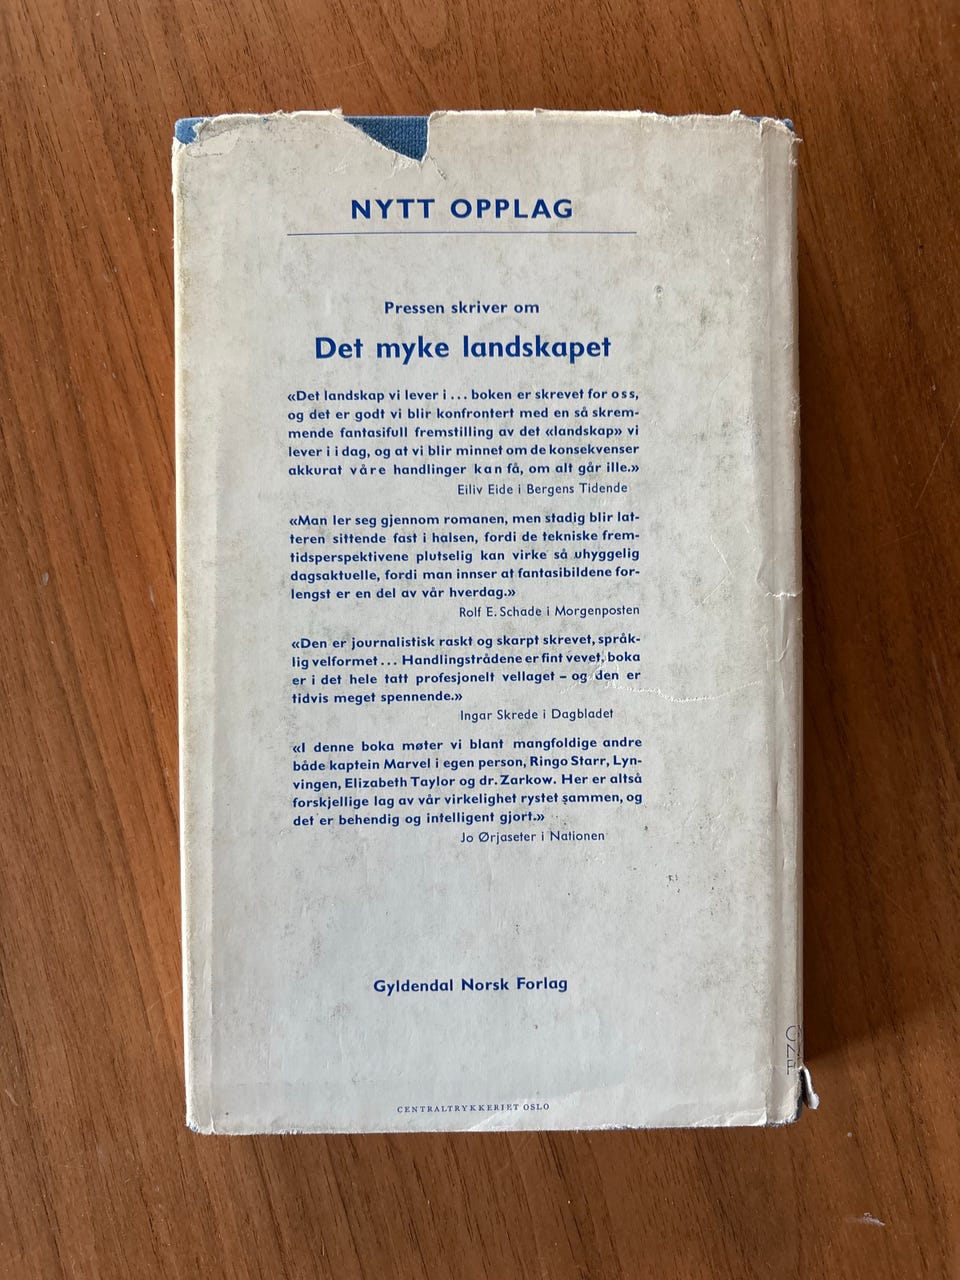 NYTT OPPLAG
Pressen skriver om
Det myke landskapet
«Det landskap vi lever i ... boken er skrevet for oss,
og det er godt vi blir konfrontert med en så skrem-
mende fantasifull fremstilling av det «landskap» vi
lever i i dag, og at vi blir minnet om de konsekvenser
akkurat våre handlinger kan få, om alt går ille.»
Eiliv Eide i Bergens Tidende
«Man ler seg gjennom romanen, men stadig blir lat-
teren sittende fast i halsen, fordi de tekniske frem-
tidsperspektivene plutselig kan virke så uhyggelig
dagsaktuelle, fordi man innser at fantasibildene for-
lengst er en del av vår hverdag.»
Rolf E. Schade i Morgenposten
«Den er journalistisk raskt og skarpt skrevet, språk-
lig velformet ... Handlingstrådene er fint vevet, boka
er i det hele tatt profesjonelt vellaget – og den er
tidvis meget spennende.»
Ingar Skrede i Dagbladet
«I denne boka møter vi blant mangfoldige andre
både kaptein Marvel i egen person, Ringo Starr, Lyn-
vingen, Elizabeth Taylor og dr. Zarkow. Her er altså
forskjellige lag av vår virkelighet rystet sammen, og
det er behendig og intelligent gjort.»
Jo Ørjaseter i Nationen
Gyldendal Norsk Forlag
CENTRALTRYKKERIET OSLO
GNF